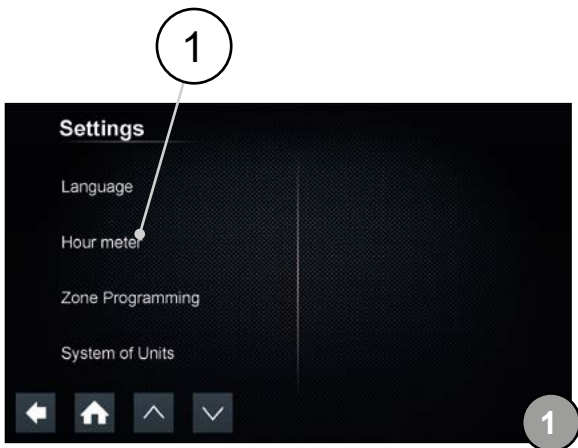 1
Settings
Language
Hour meter
Zone Programming
System of Units
1